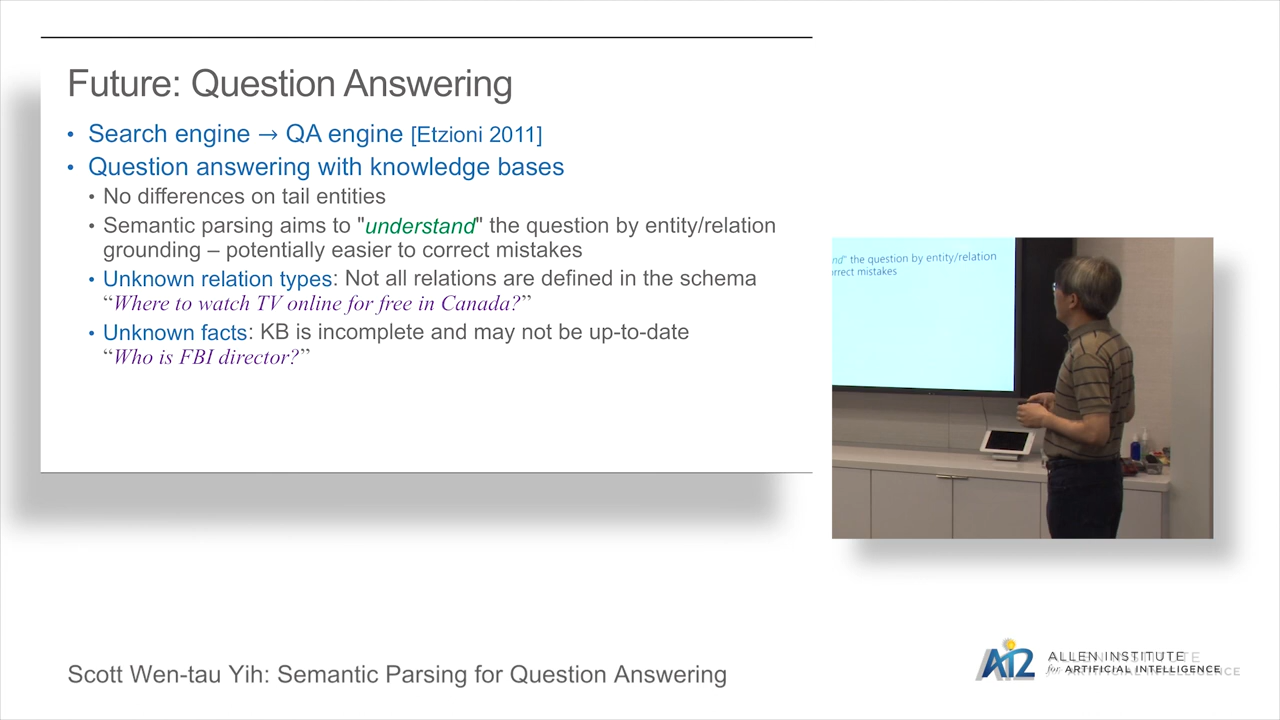 Future: Question Answering
• Search engine → QA engine [Etzioni 2011]
• Question answering with knowledge bases
• No differences on tail entities
• Semantic parsing aims to "understand" the question by entity/relation
grounding – potentially easier to correct mistakes
• Unknown relation types: Not all relations are defined in the schema
“Where to watch TV online for free in Canada?”
• Unknown facts: KB is incomplete and may not be up-to-date
“Who is FBI director?”
nd" the question by entity/relation
orrect mistakes
Scott Wen-tau Yih: Semantic Parsing for Question Answering
AI2 ALLEN INSTITUTE
for ARTIFICIAL INTELLIGENCE